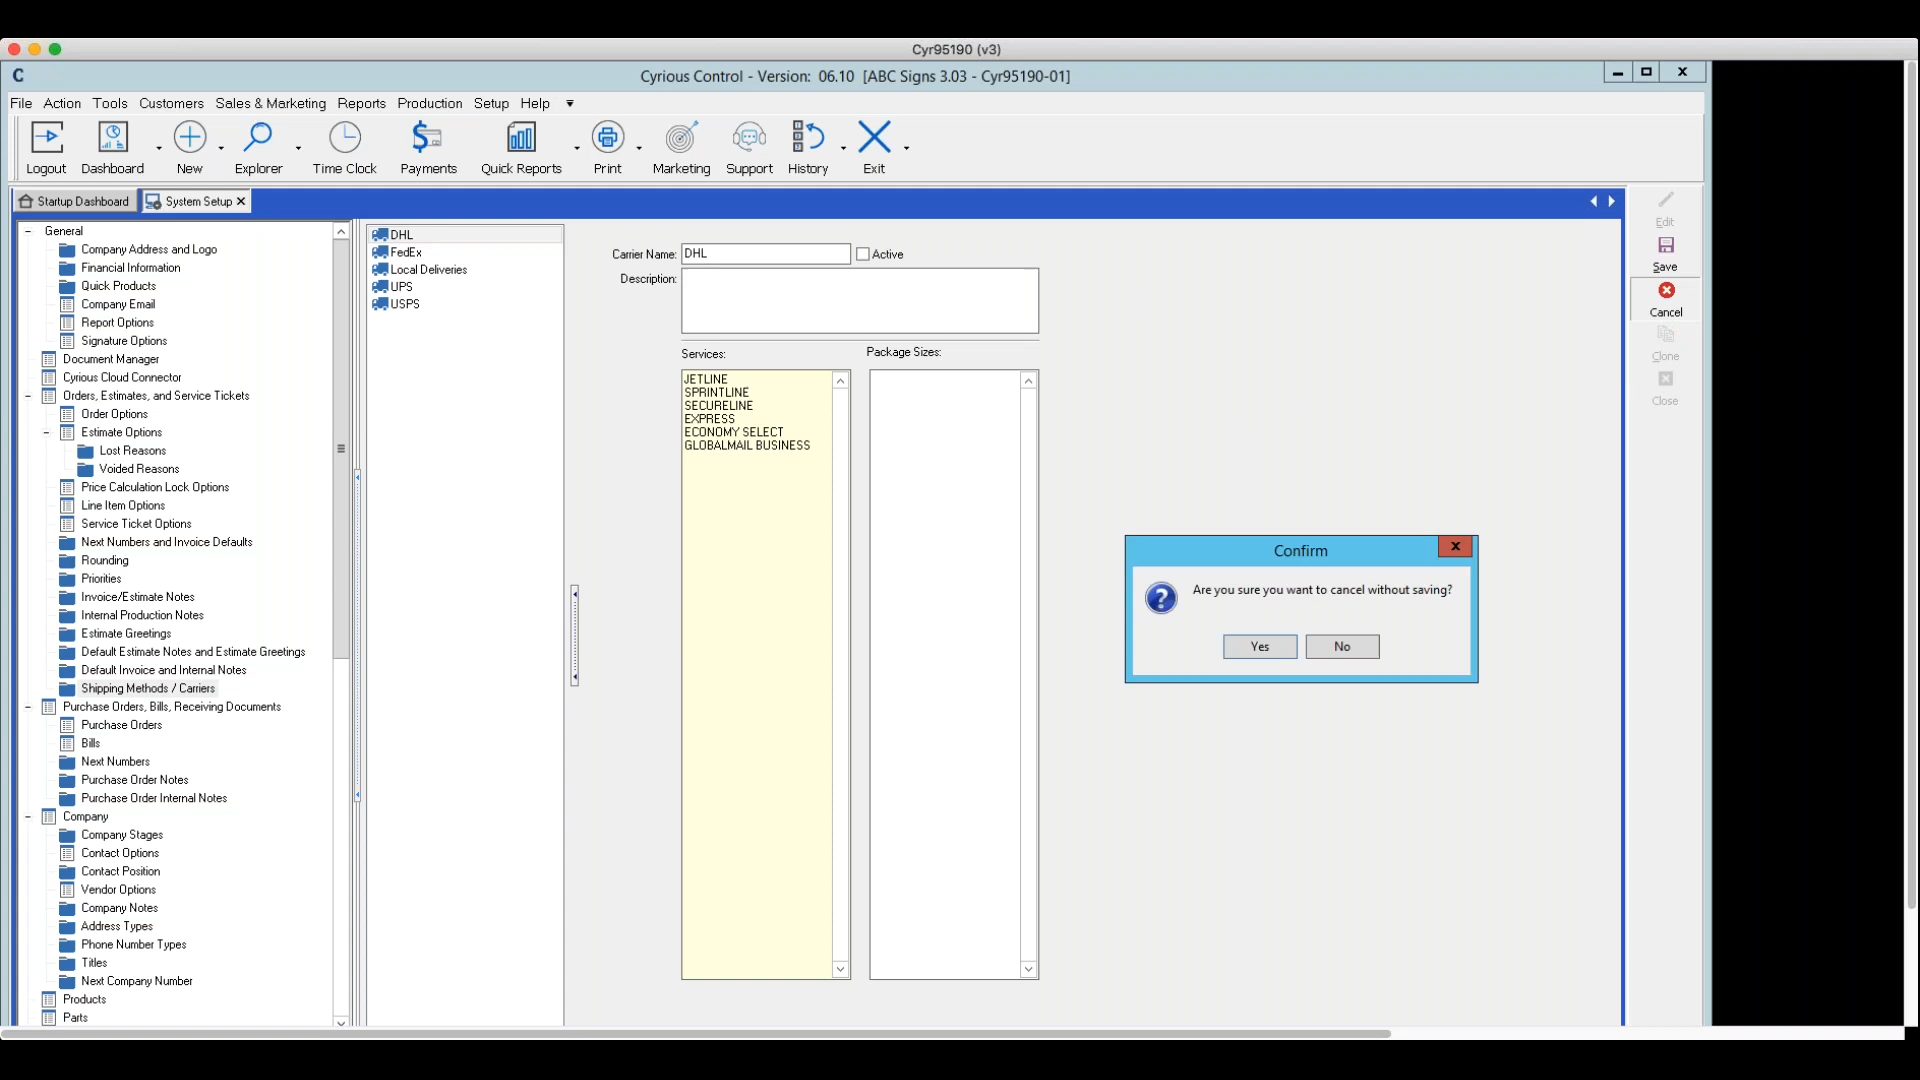 Cyr95190 (v3)
C
Cyrious Control - Version: 06.10 [ABC Signs 3.03 - Cyr95190-01]
File Action Tools Customers Sales & Marketing Reports Production Setup Help
Logout Dashboard New Explorer Time Clock Payments Quick Reports Print Marketing Support History Exit
Startup Dashboard System Setup
General
Company Address and Logo
Financial Information
Quick Products
Company Email
Report Options
Signature Options
Document Manager
Cyrious Cloud Connector
Orders, Estimates, and Service Tickets
Order Options
Estimate Options
Lost Reasons
Voided Reasons
Price Calculation Lock Options
Line Item Options
Service Ticket Options
Next Numbers and Invoice Defaults
Rounding
Priorities
Invoice/Estimate Notes
Internal Production Notes
Estimate Greetings
Default Estimate Notes and Estimate Greetings
Default Invoice and Internal Notes
Shipping Methods / Carriers
Purchase Orders, Bills, Receiving Documents
Purchase Orders
Bills
Next Numbers
Purchase Order Notes
Purchase Order Internal Notes
Company
Company Stages
Contact Options
Contact Position
Vendor Options
Company Notes
Address Types
Phone Number Types
Titles
Next Company Number
Products
Parts
DHL
FedEx
Local Deliveries
UPS
USPS
Carrier Name: DHL Active
Description:
Services: Package Sizes:
JETLINE
SPRINTLINE
SECURELINE
EXPRESS
ECONOMY SELECT
GLOBALMAIL BUSINESS
Confirm
Are you sure you want to cancel without saving?
Yes No
Edit
Save
Cancel
Clone
Close